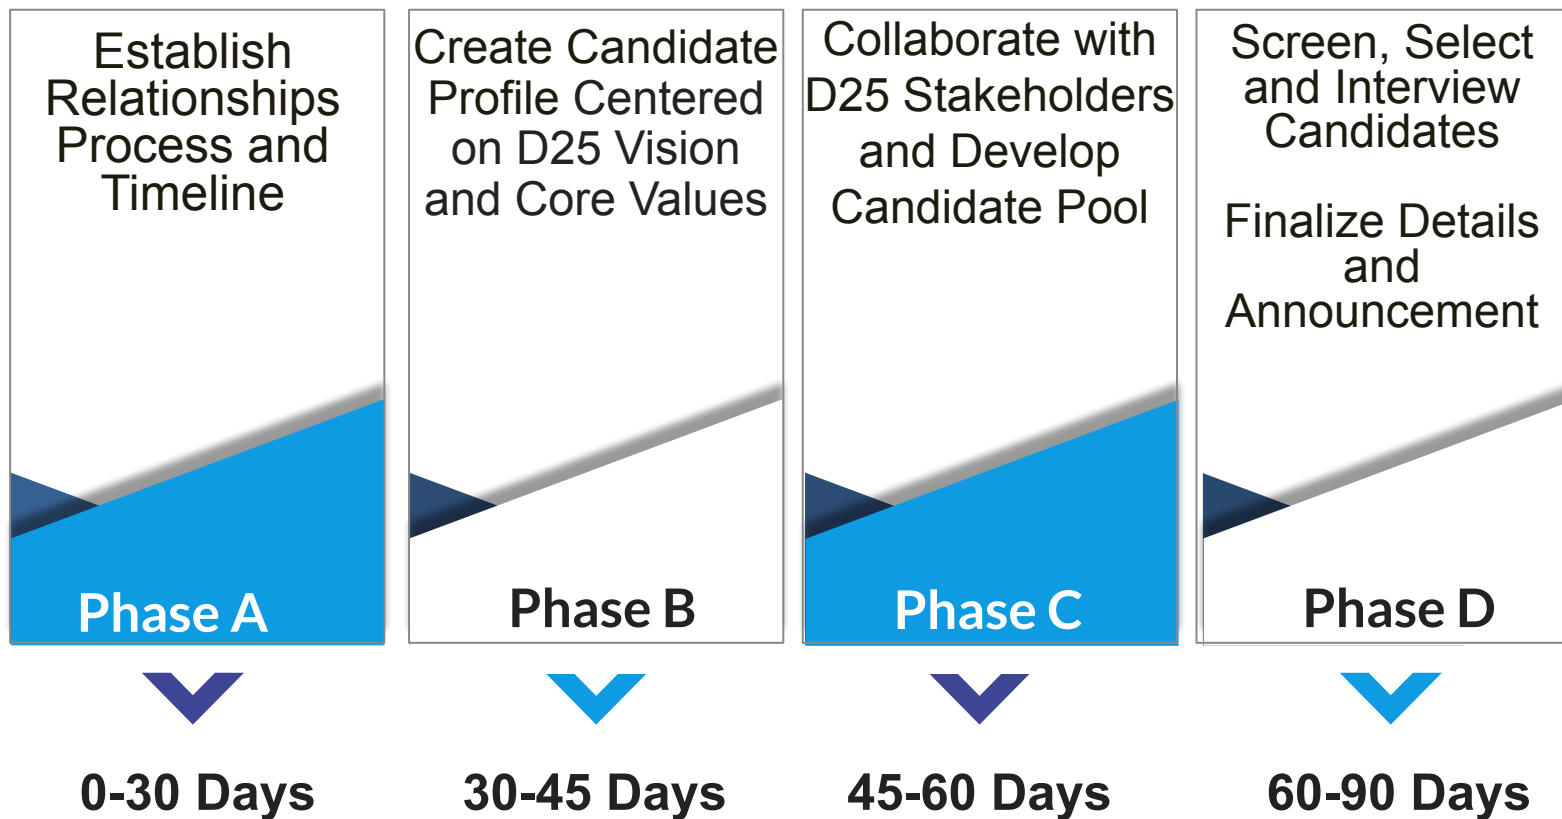 Establish
Relationships
Process and
Timeline
Phase A
0-30 Days
Create Candidate
Profile Centered
on D25 Vision
and Core Values
Phase B
30-45 Days
Collaborate with
D25 Stakeholders
and Develop
Candidate Pool
Phase C
45-60 Days
Screen, Select
and Interview
Candidates
Finalize Details
and
Announcement
Phase D
60-90 Days